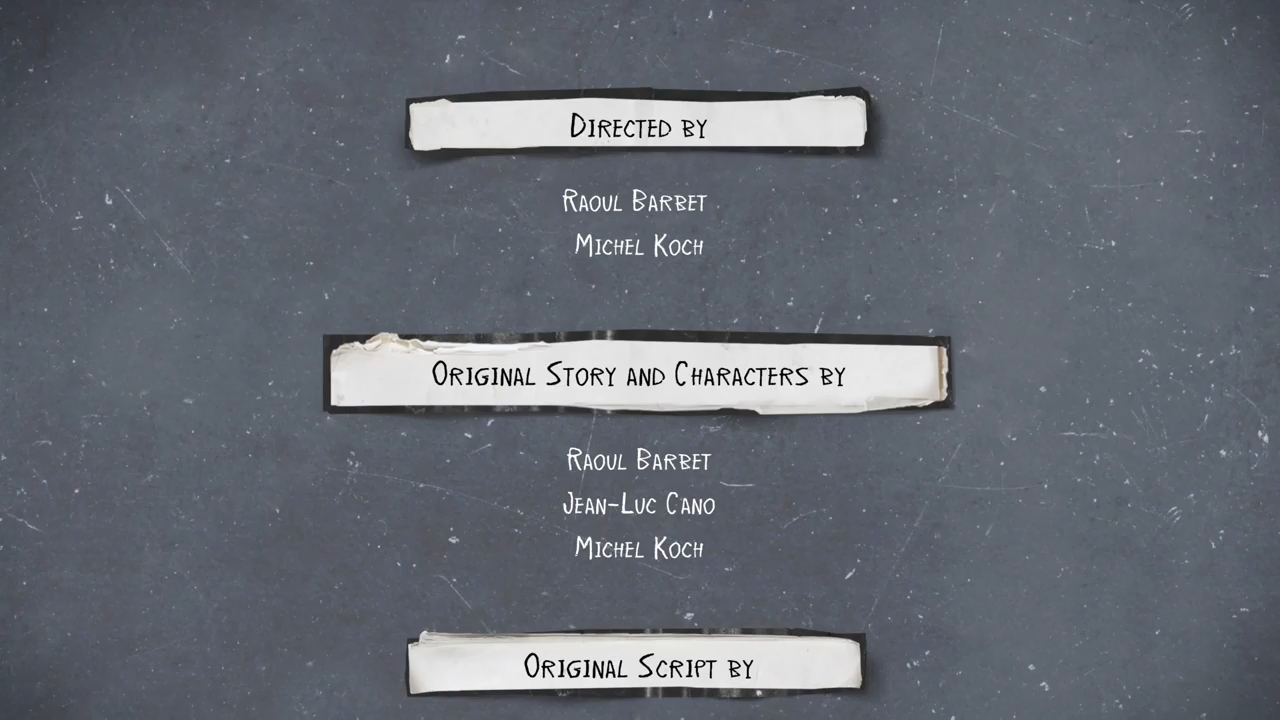 Directed by
Raoul Barbet
Michel Koch
Original Story and Characters by
Raoul Barbet
Jean-Luc Cano
Michel Koch
Original Script by